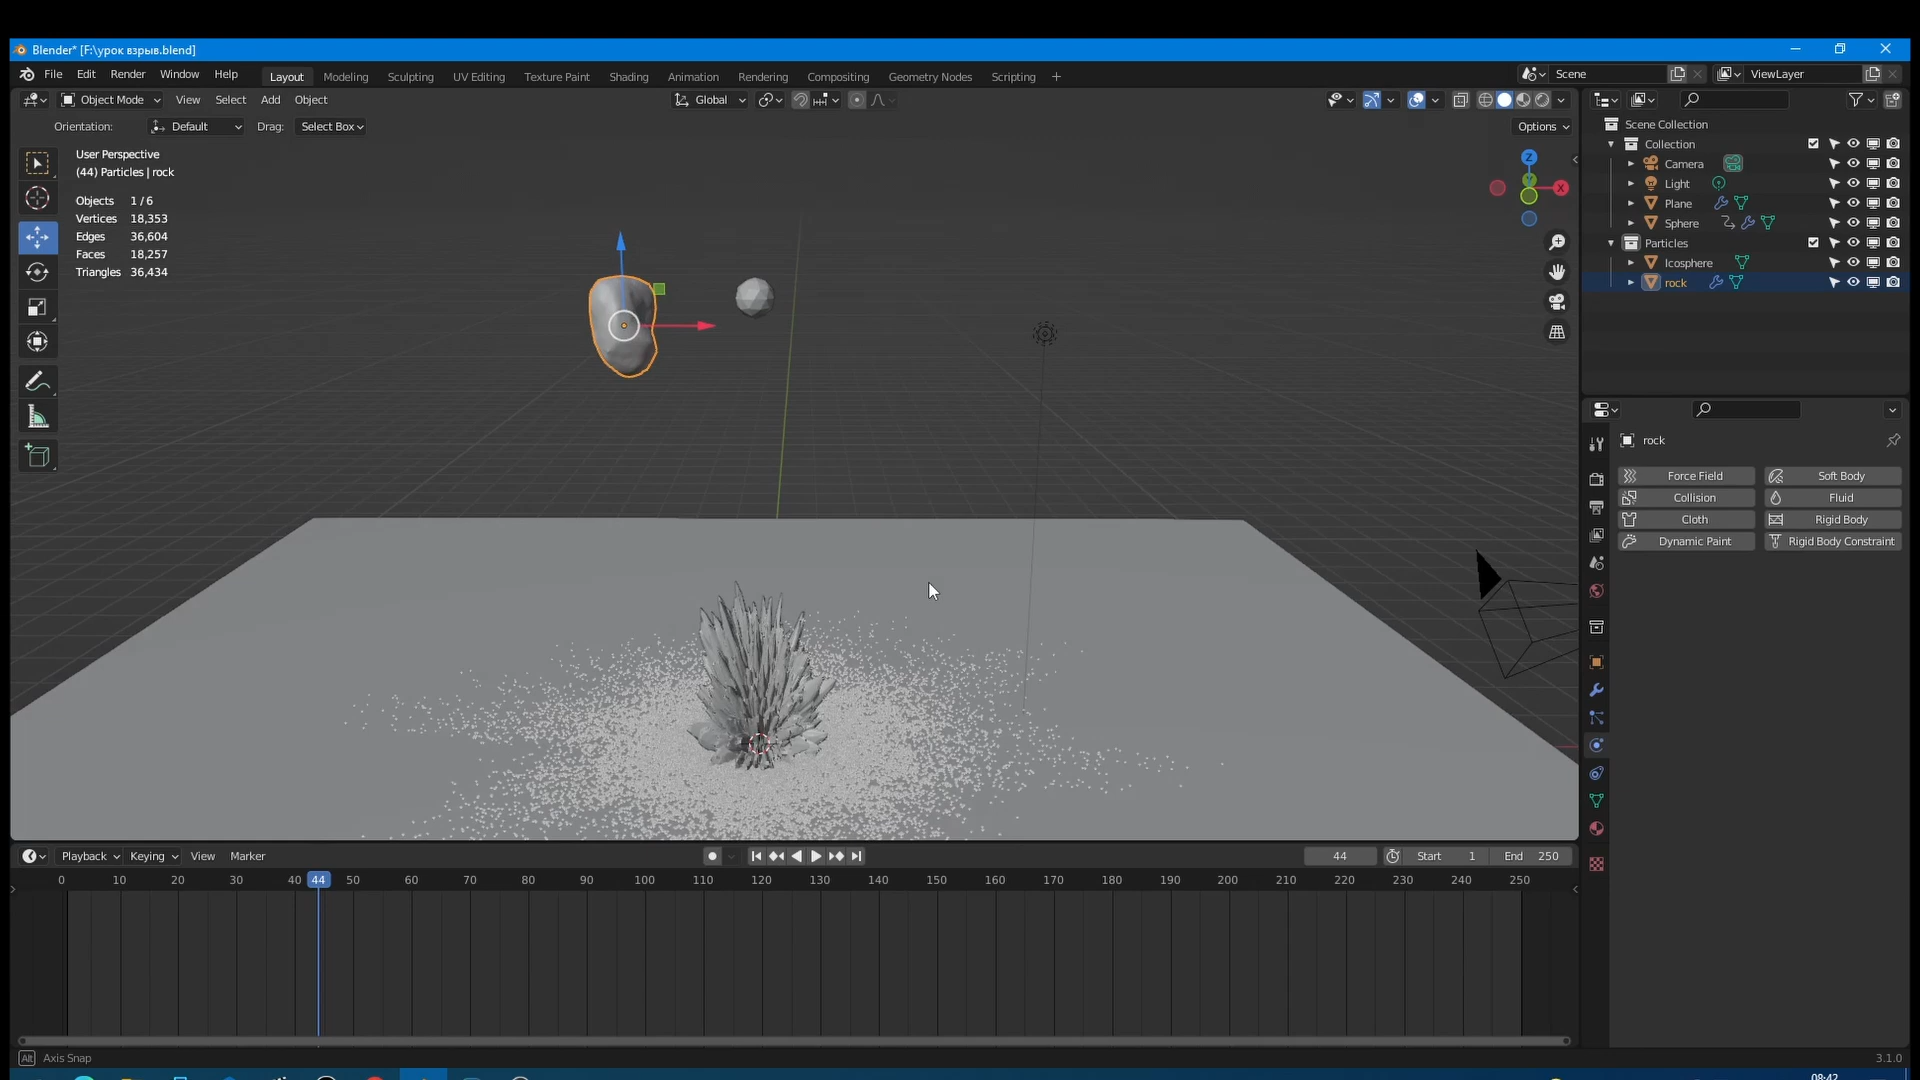 Blender* [F:\урок взрыв.blend]
File Edit Render Window Help Layout Modeling Sculpting UV Editing Texture Paint Shading Animation Rendering Compositing Geometry Nodes Scripting + Scene ViewLayer
Object Mode View Select Add Object Global
Orientation: Default Drag: Select Box Options
User Perspective
(44) Particles | rock
Objects 1 / 6
Vertices 18,353
Edges 36,604
Faces 18,257
Triangles 36,434
Z
X
Scene Collection
Collection
Camera
Light
Plane
Sphere
Particles
Icosphere
rock
rock
Force Field Soft Body
Collision Fluid
Cloth Rigid Body
Dynamic Paint Rigid Body Constraint
Playback Keying View Marker 44 Start 1 End 250
0 10 20 30 40 44 50 60 70 80 90 100 110 120 130 140 150 160 170 180 190 200 210 220 230 240 250
Alt Axis Snap 3.1.0
08:42